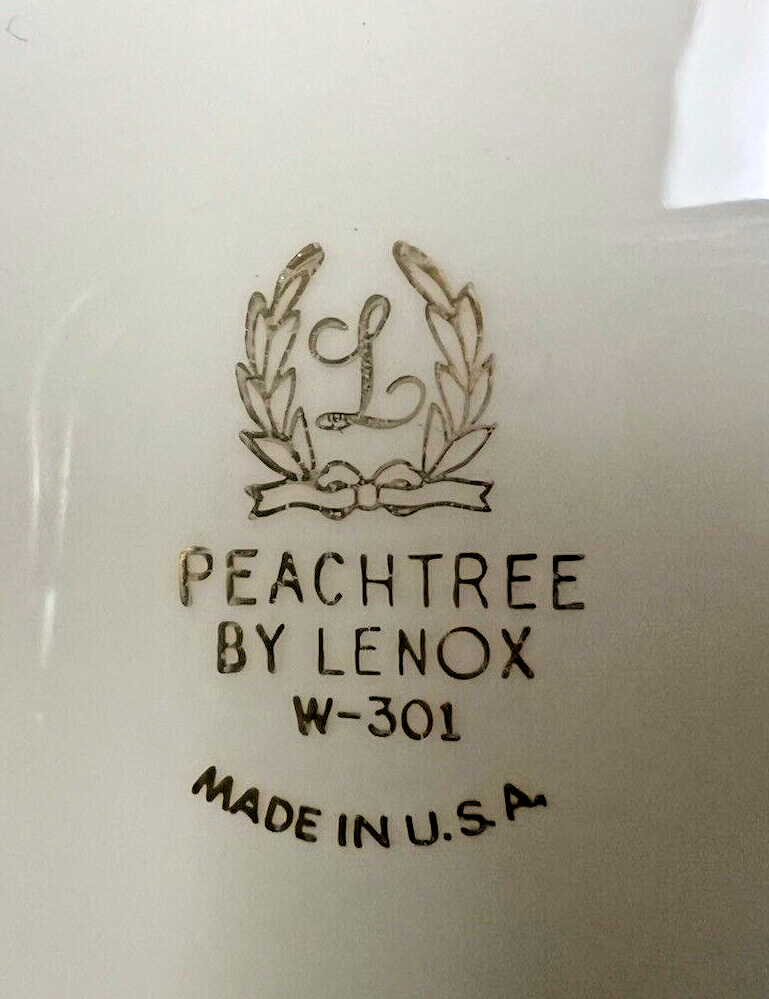 L
PEACHTREE
BY LENOX
W-301
MADE IN U.S.A.